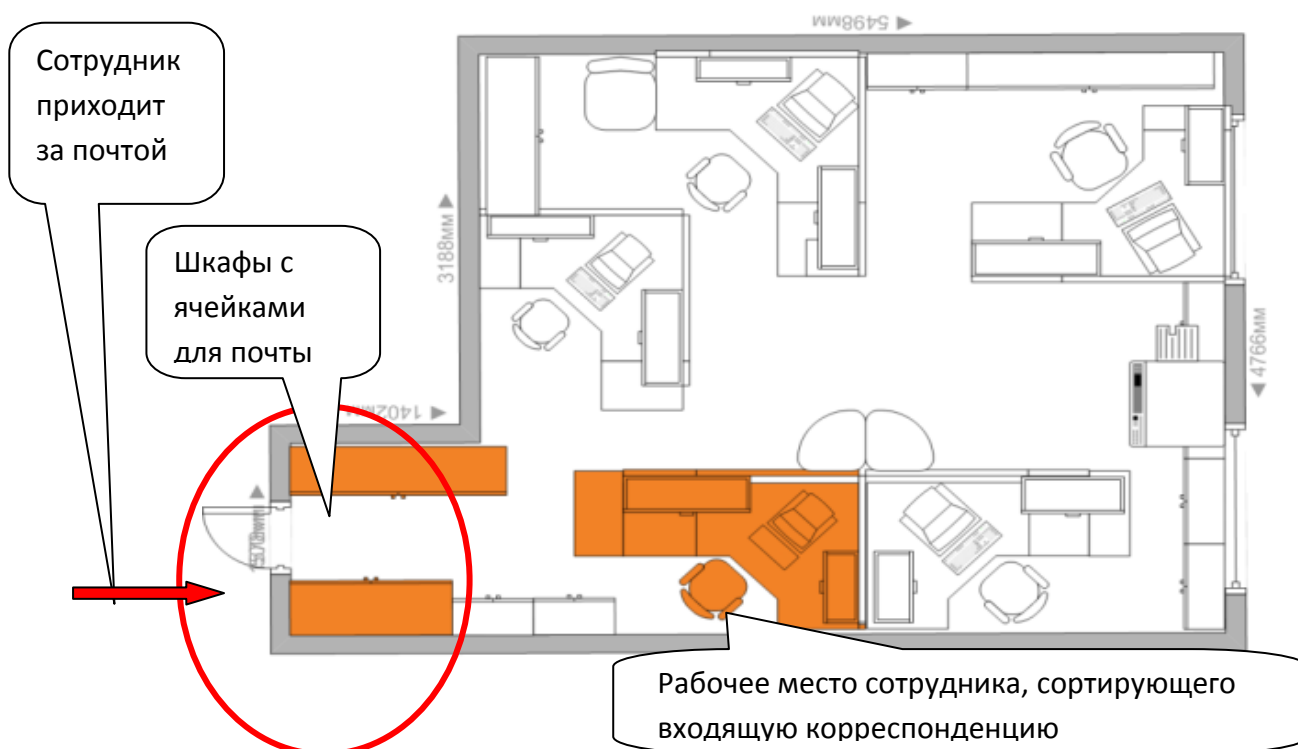 Сотрудник
приходит
за почтой
Шкафы с
ячейками
для почты
5498мм
3188мм
1402мм
4766мм
Рабочее место сотрудника, сортирующего
входящую корреспонденцию